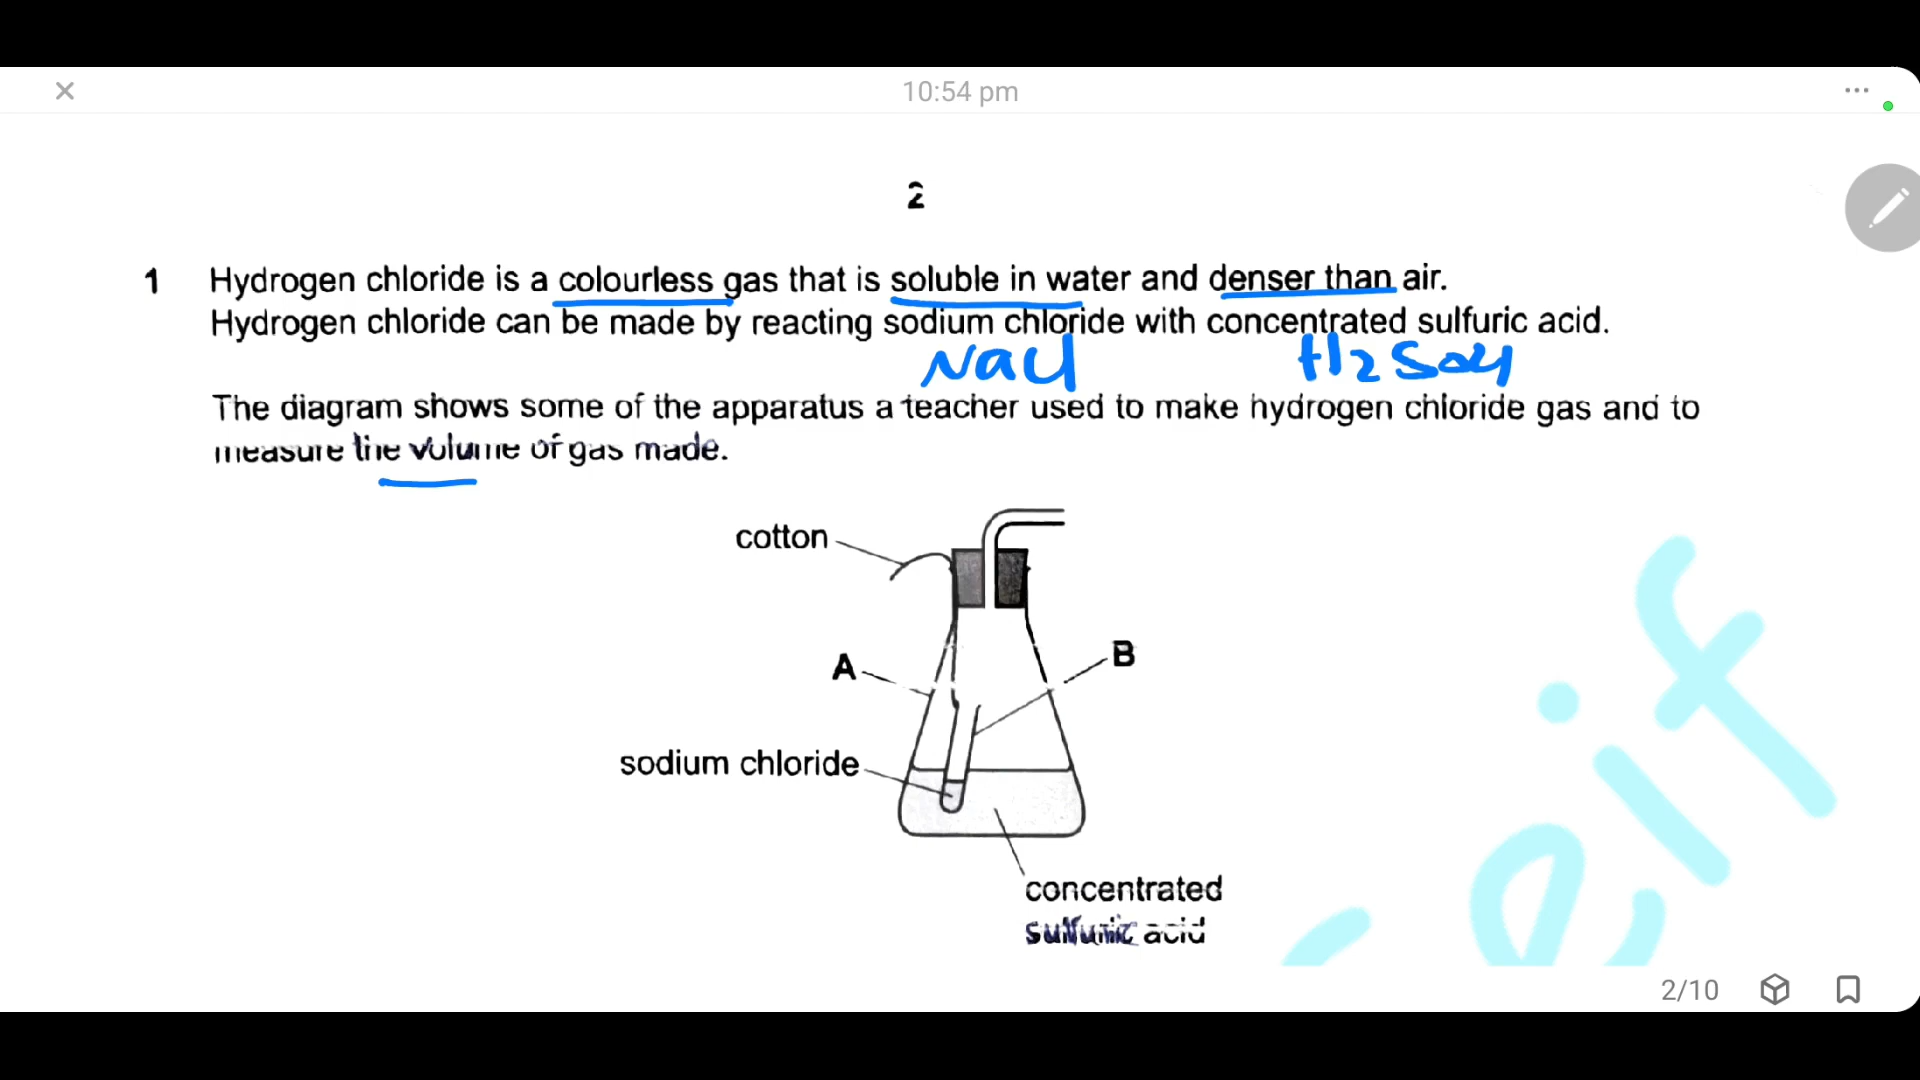 10:54 pm
2
1 Hydrogen chloride is a colourless gas that is soluble in water and denser than air.
Hydrogen chloride can be made by reacting sodium chloride with concentrated sulfuric acid.
NaCl H2SO4
The diagram shows some of the apparatus a teacher used to make hydrogen chloride gas and to
measure the volume of gas made.
cotton
A
B
sodium chloride
concentrated
sulfuric acid
2/10